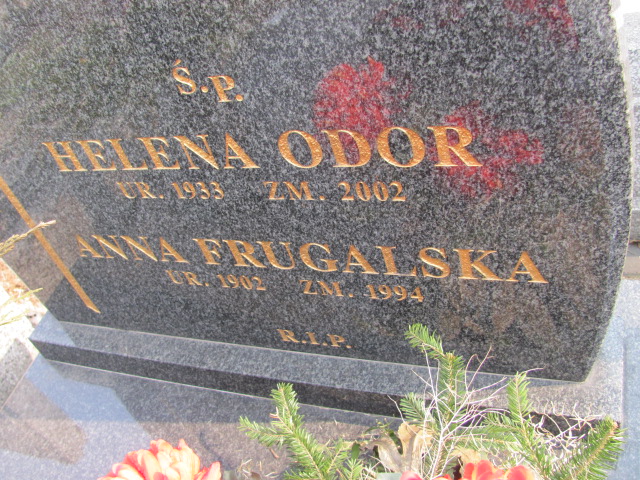 Ś.P.
HELENA ODOR
UR. 1933 ZM. 2002
ANNA FRUGALSKA
UR. 1902 ZM. 1994
R.I.P.